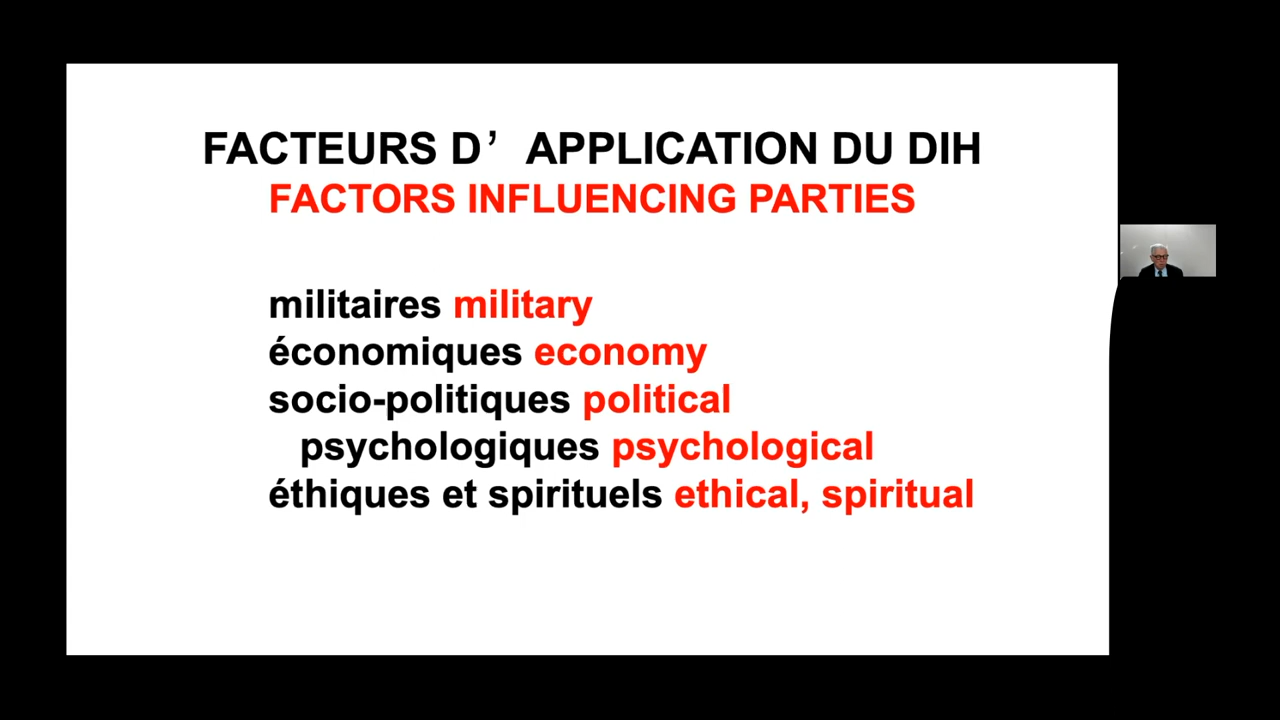 FACTEURS D’ APPLICATION DU DIH
FACTORS INFLUENCING PARTIES
militaires military
économiques economy
socio-politiques political
psychologiques psychological
éthiques et spirituels ethical, spiritual